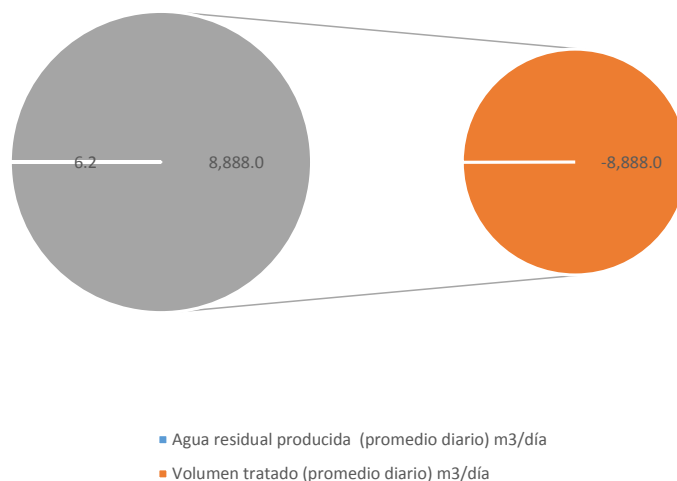 6.2
8,888.0
-8,888.0
Agua residual producida (promedio diario) m3/día
Volumen tratado (promedio diario) m3/día